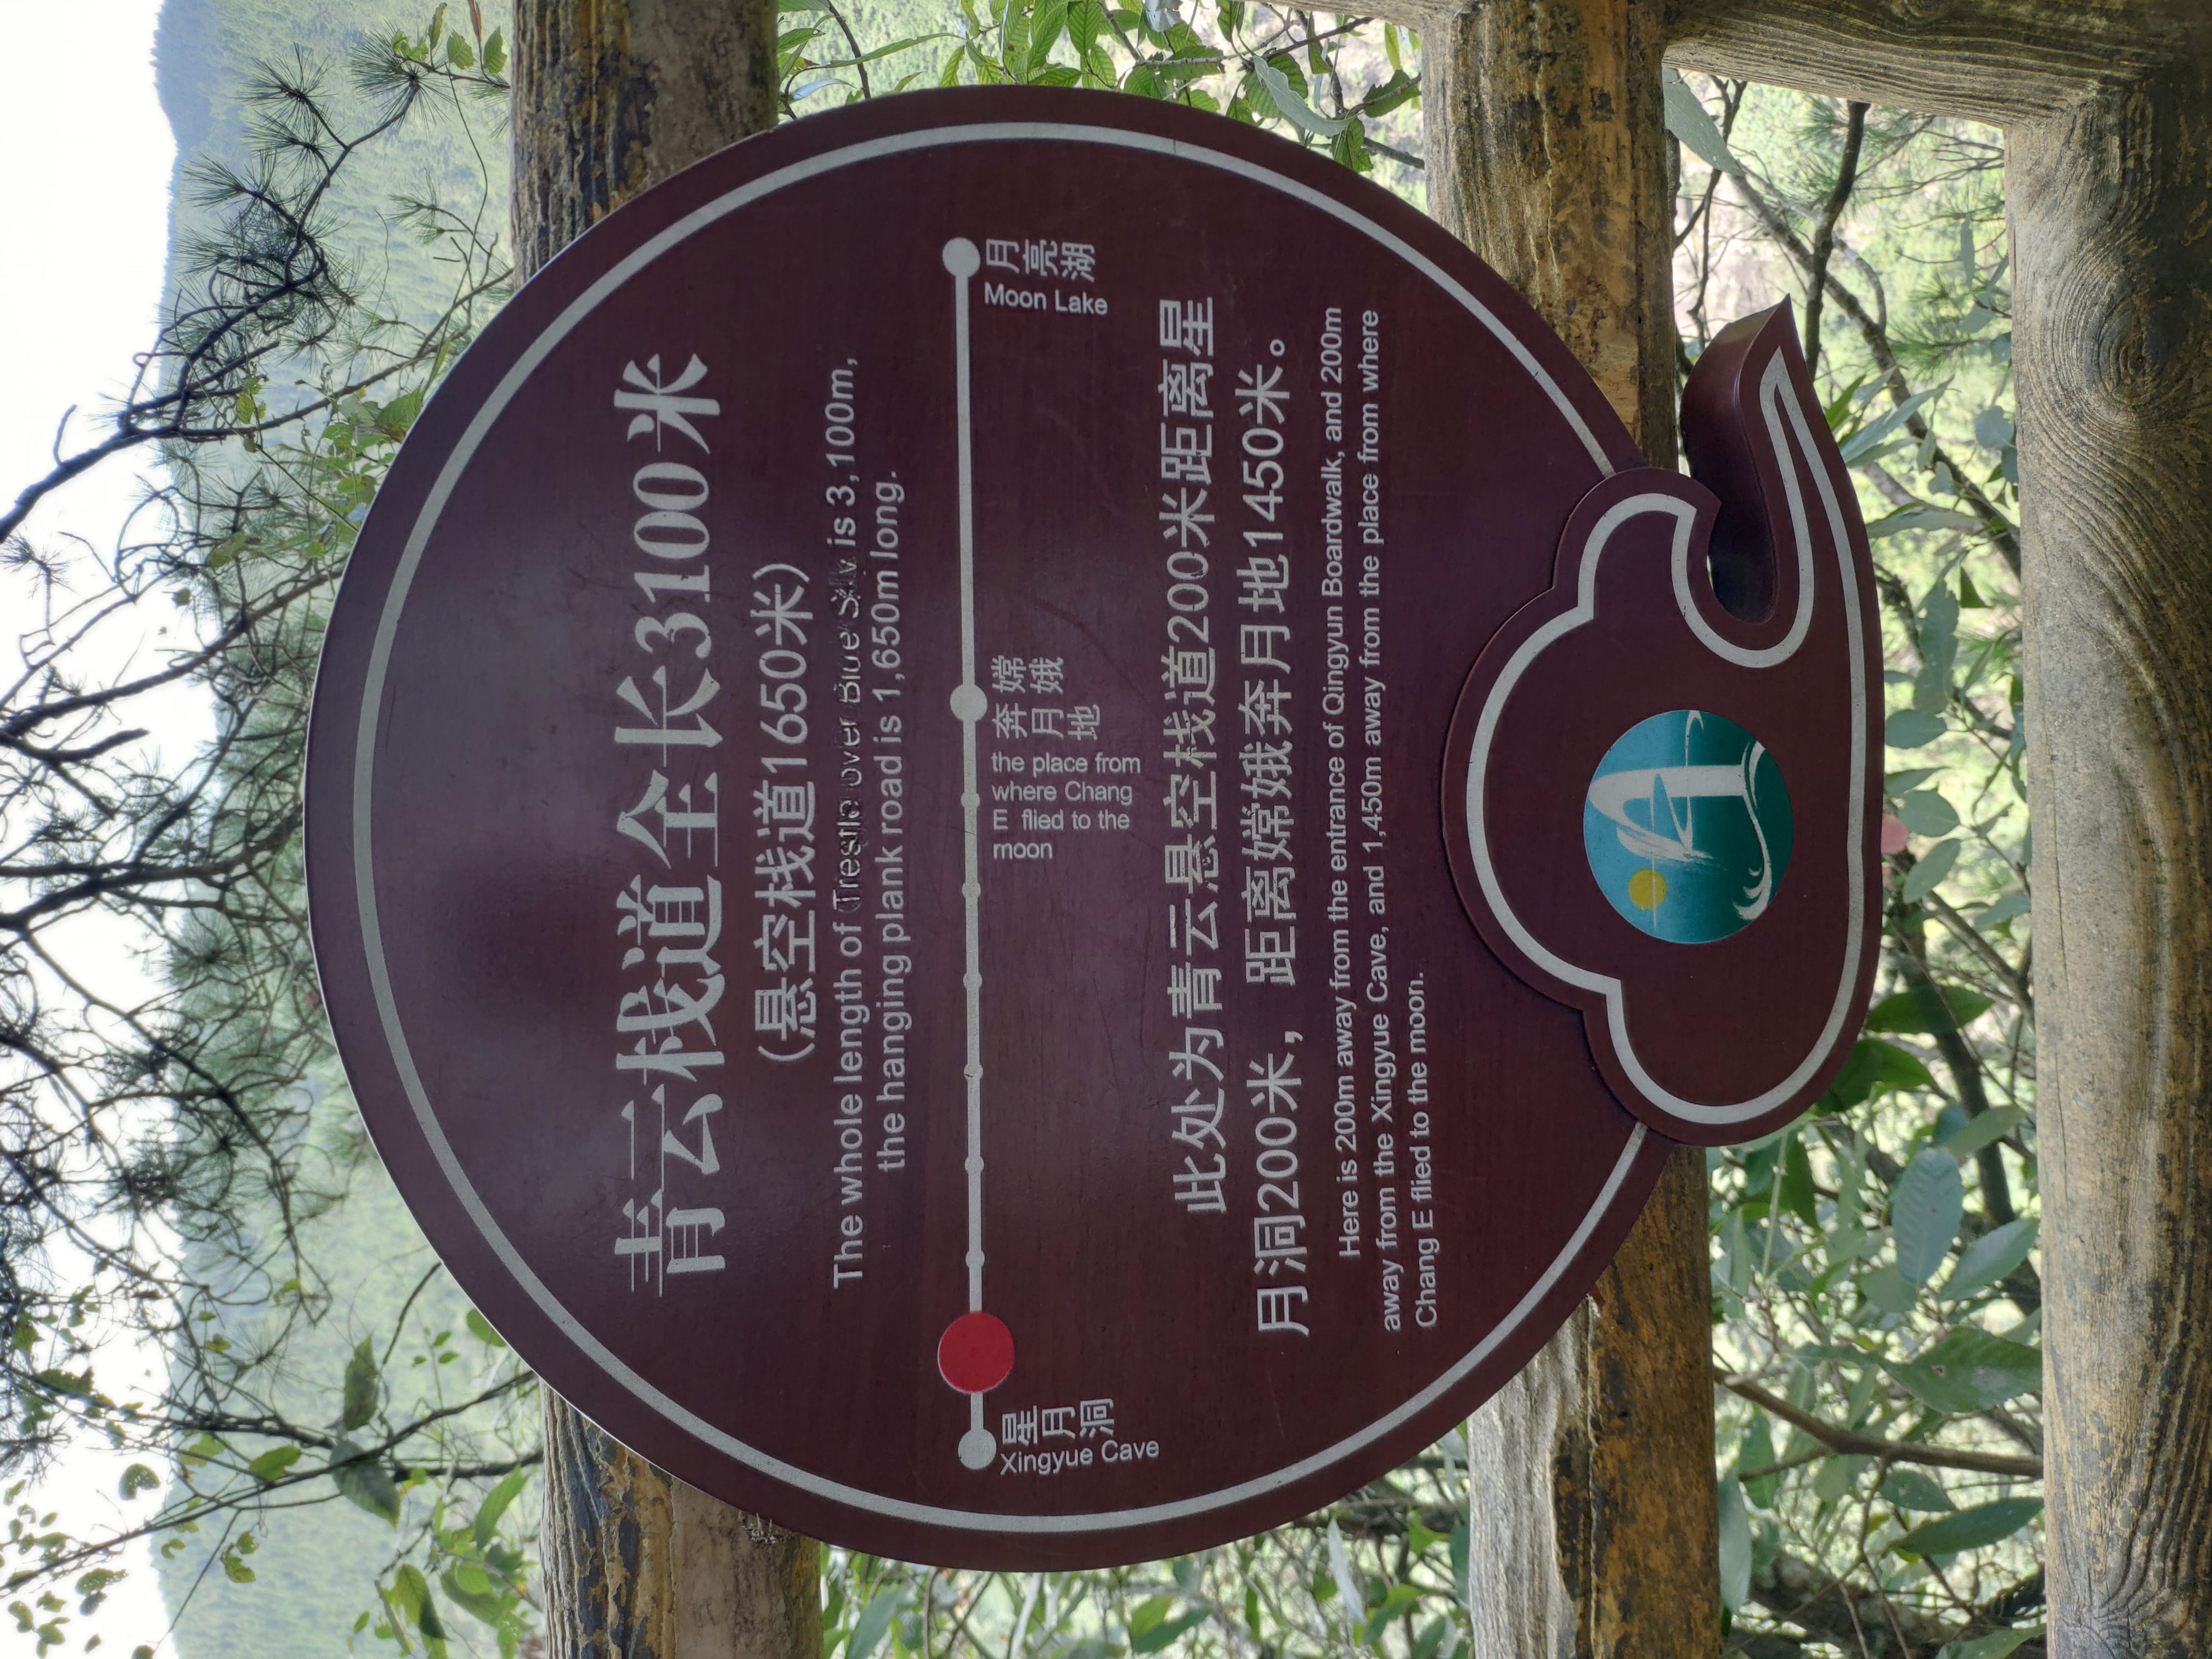 青云栈道全长3100米
(悬空栈道1650米)
The whole length of Trestle over Blue Sky is 3,100m,
the hanging plank road is 1,650m long.
星月洞
Xingyue Cave
嫦娥
奔月地
the place from
where Chang
E flied to the
moon
月亮湖
Moon Lake
此处为青云悬空栈道200米距离星
月洞200米，距离嫦娥奔月地1450米。
Here is 200m away from the entrance of Qingyun Boardwalk, and 200m
away from the Xingyue Cave, and 1,450m away from the place from where
Chang E flied to the moon.